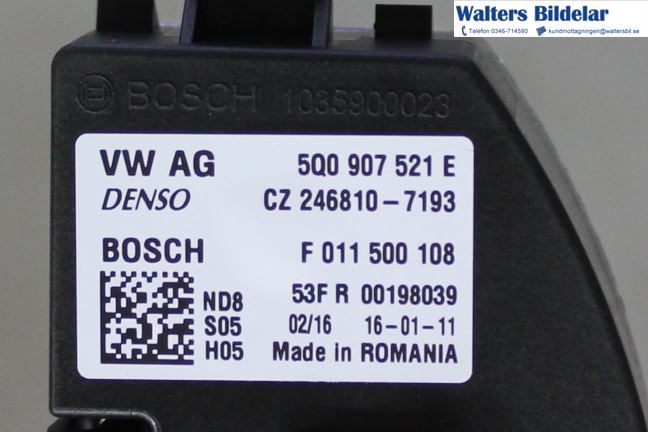 Walters Bildelar
Telefon 0346-714580 kundmottagningen@waltersbil.se
BOSCH 1035900023
VW AG 5Q0 907 521 E
DENSO CZ 246810-7193
BOSCH F 011 500 108
ND8 53F R 00198039
S05 02/16 16-01-11
H05 Made in ROMANIA